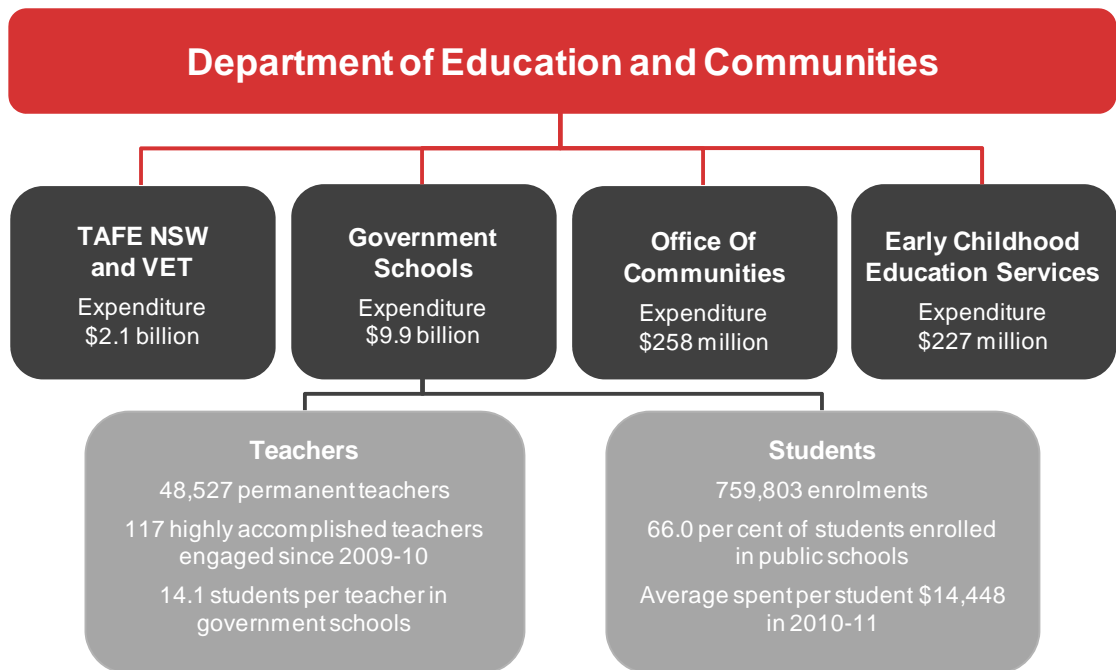 Department of Education and Communities
TAFE NSW
and VET
Expenditure
$2.1 billion
Government
Schools
Expenditure
$9.9 billion
Office Of
Communities
Expenditure
$258 million
Early Childhood
Education Services
Expenditure
$227 million
Teachers
48,527 permanent teachers
117 highly accomplished teachers
engaged since 2009-10
14.1 students per teacher in
government schools
Students
759,803 enrolments
66.0 per cent of students enrolled
in public schools
Average spent per student $14,448
in 2010-11